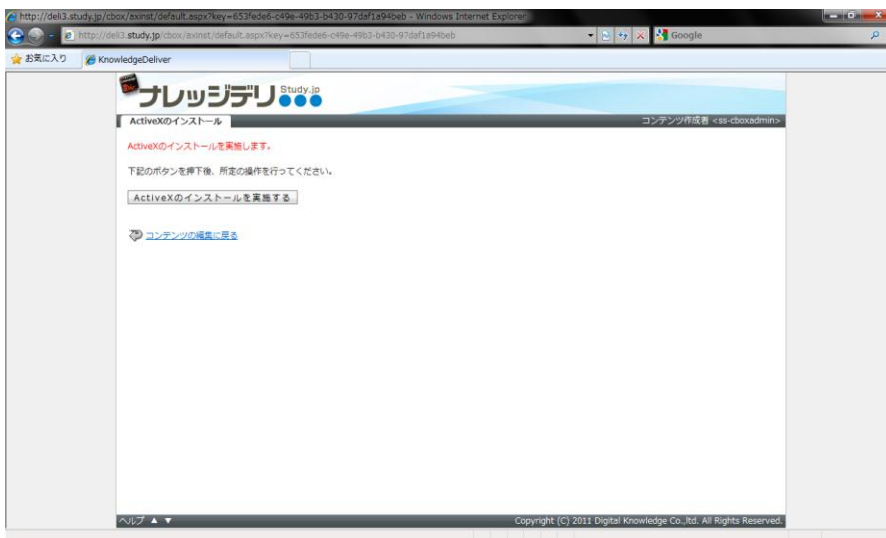 http://deli3.study.jp/cbox/axinst/default.aspx?key=653fede6-c49e-49b3-b430-97daf1a94beb - Windows Internet Explorer
http://deli3.study.jp/cbox/axinst/default.aspx?key=653fede6-c49e-49b3-b430-97daf1a94beb
Google
お気に入り
KnowledgeDeliver
ナレッジデリ Study.jp
ActiveXのインストール
コンテンツ作成者 <ss-cboxadmin>
ActiveXのインストールを実施します。
下記のボタンを押下後、所定の操作を行ってください。
ActiveXのインストールを実施する
コンテンツの編集に戻る
ヘルプ ▲ ▼
Copyright (C) 2011 Digital Knowledge Co.,ltd. All Rights Reserved.